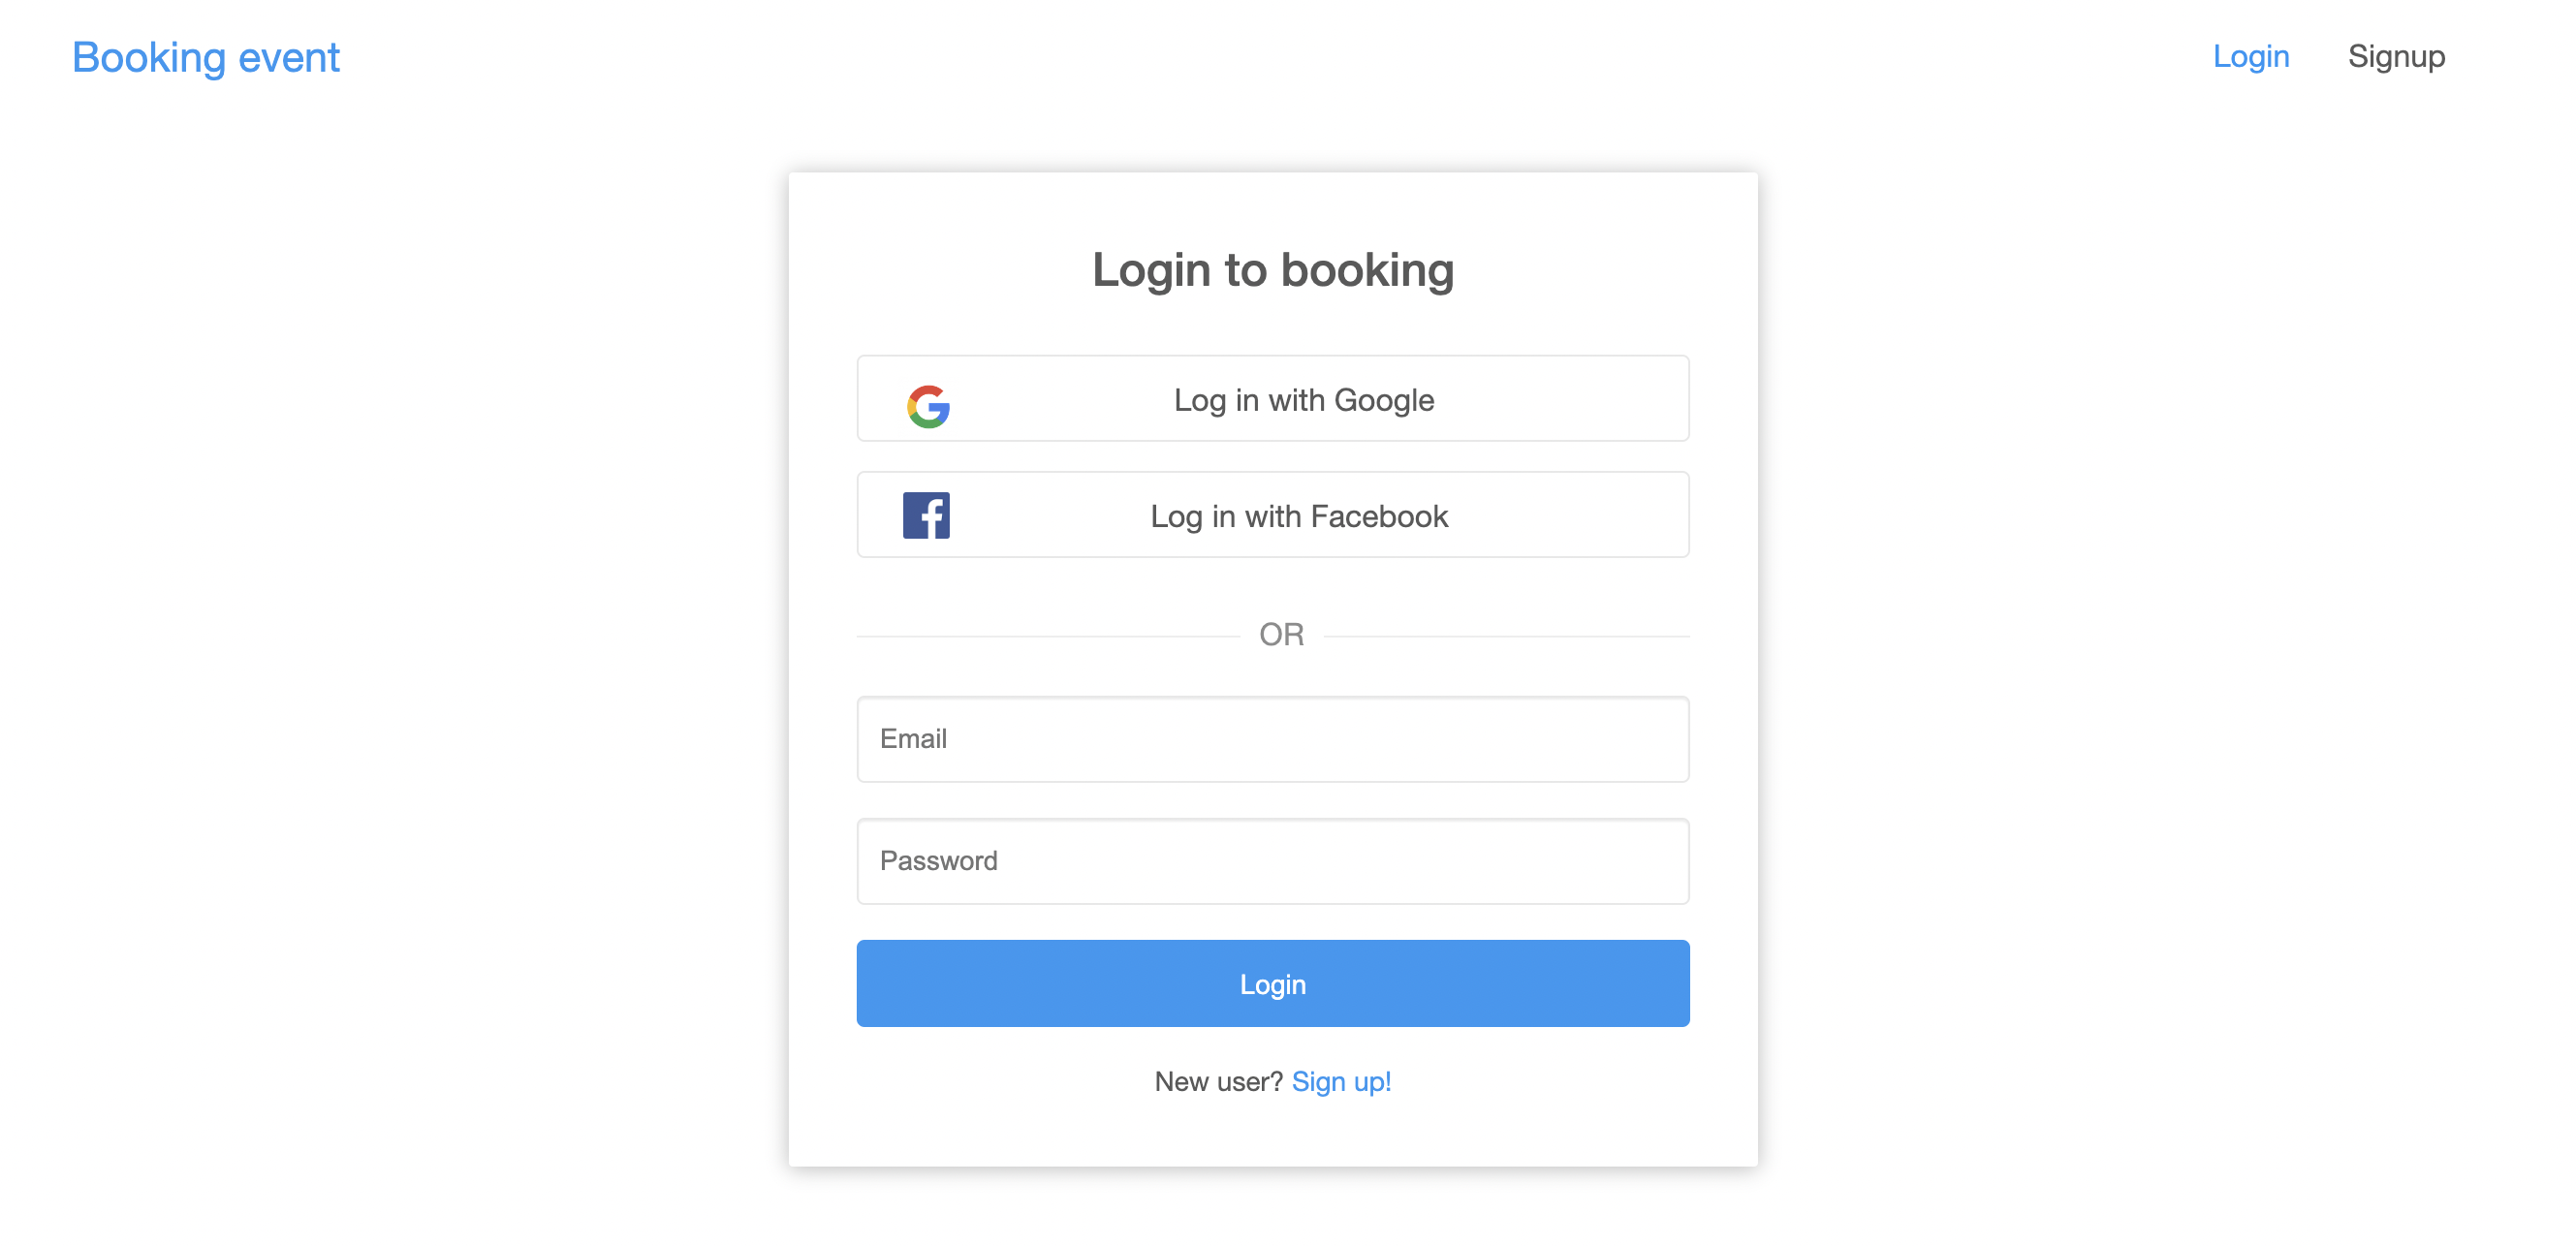 Booking event
Login
Signup
Login to booking
Log in with Google
Log in with Facebook
OR
Email
Password
Login
New user? Sign up!